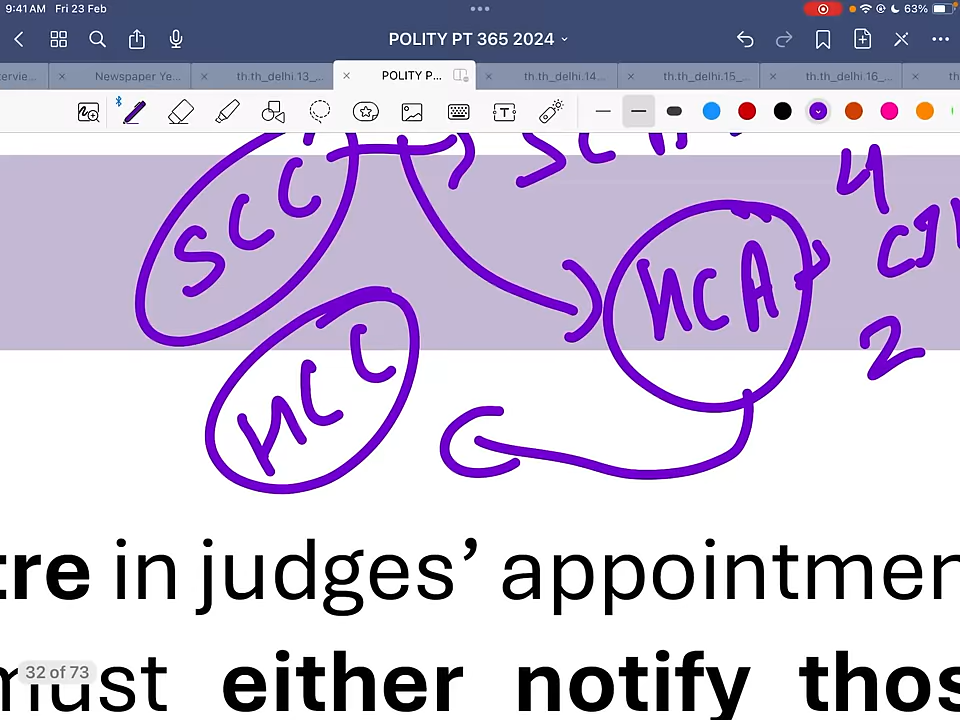 9:41 AM Fri 23 Feb
63%
POLITY PT 365 2024
Newspaper Ye... th.th_delhi.13_... POLITY P... th.th_delhi.14... th.th_delhi.15_... th.th_delhi.16_...
SCC
4
HCA
2
HCC
tre in judges’ appointmen
must either notify thos
32 of 73